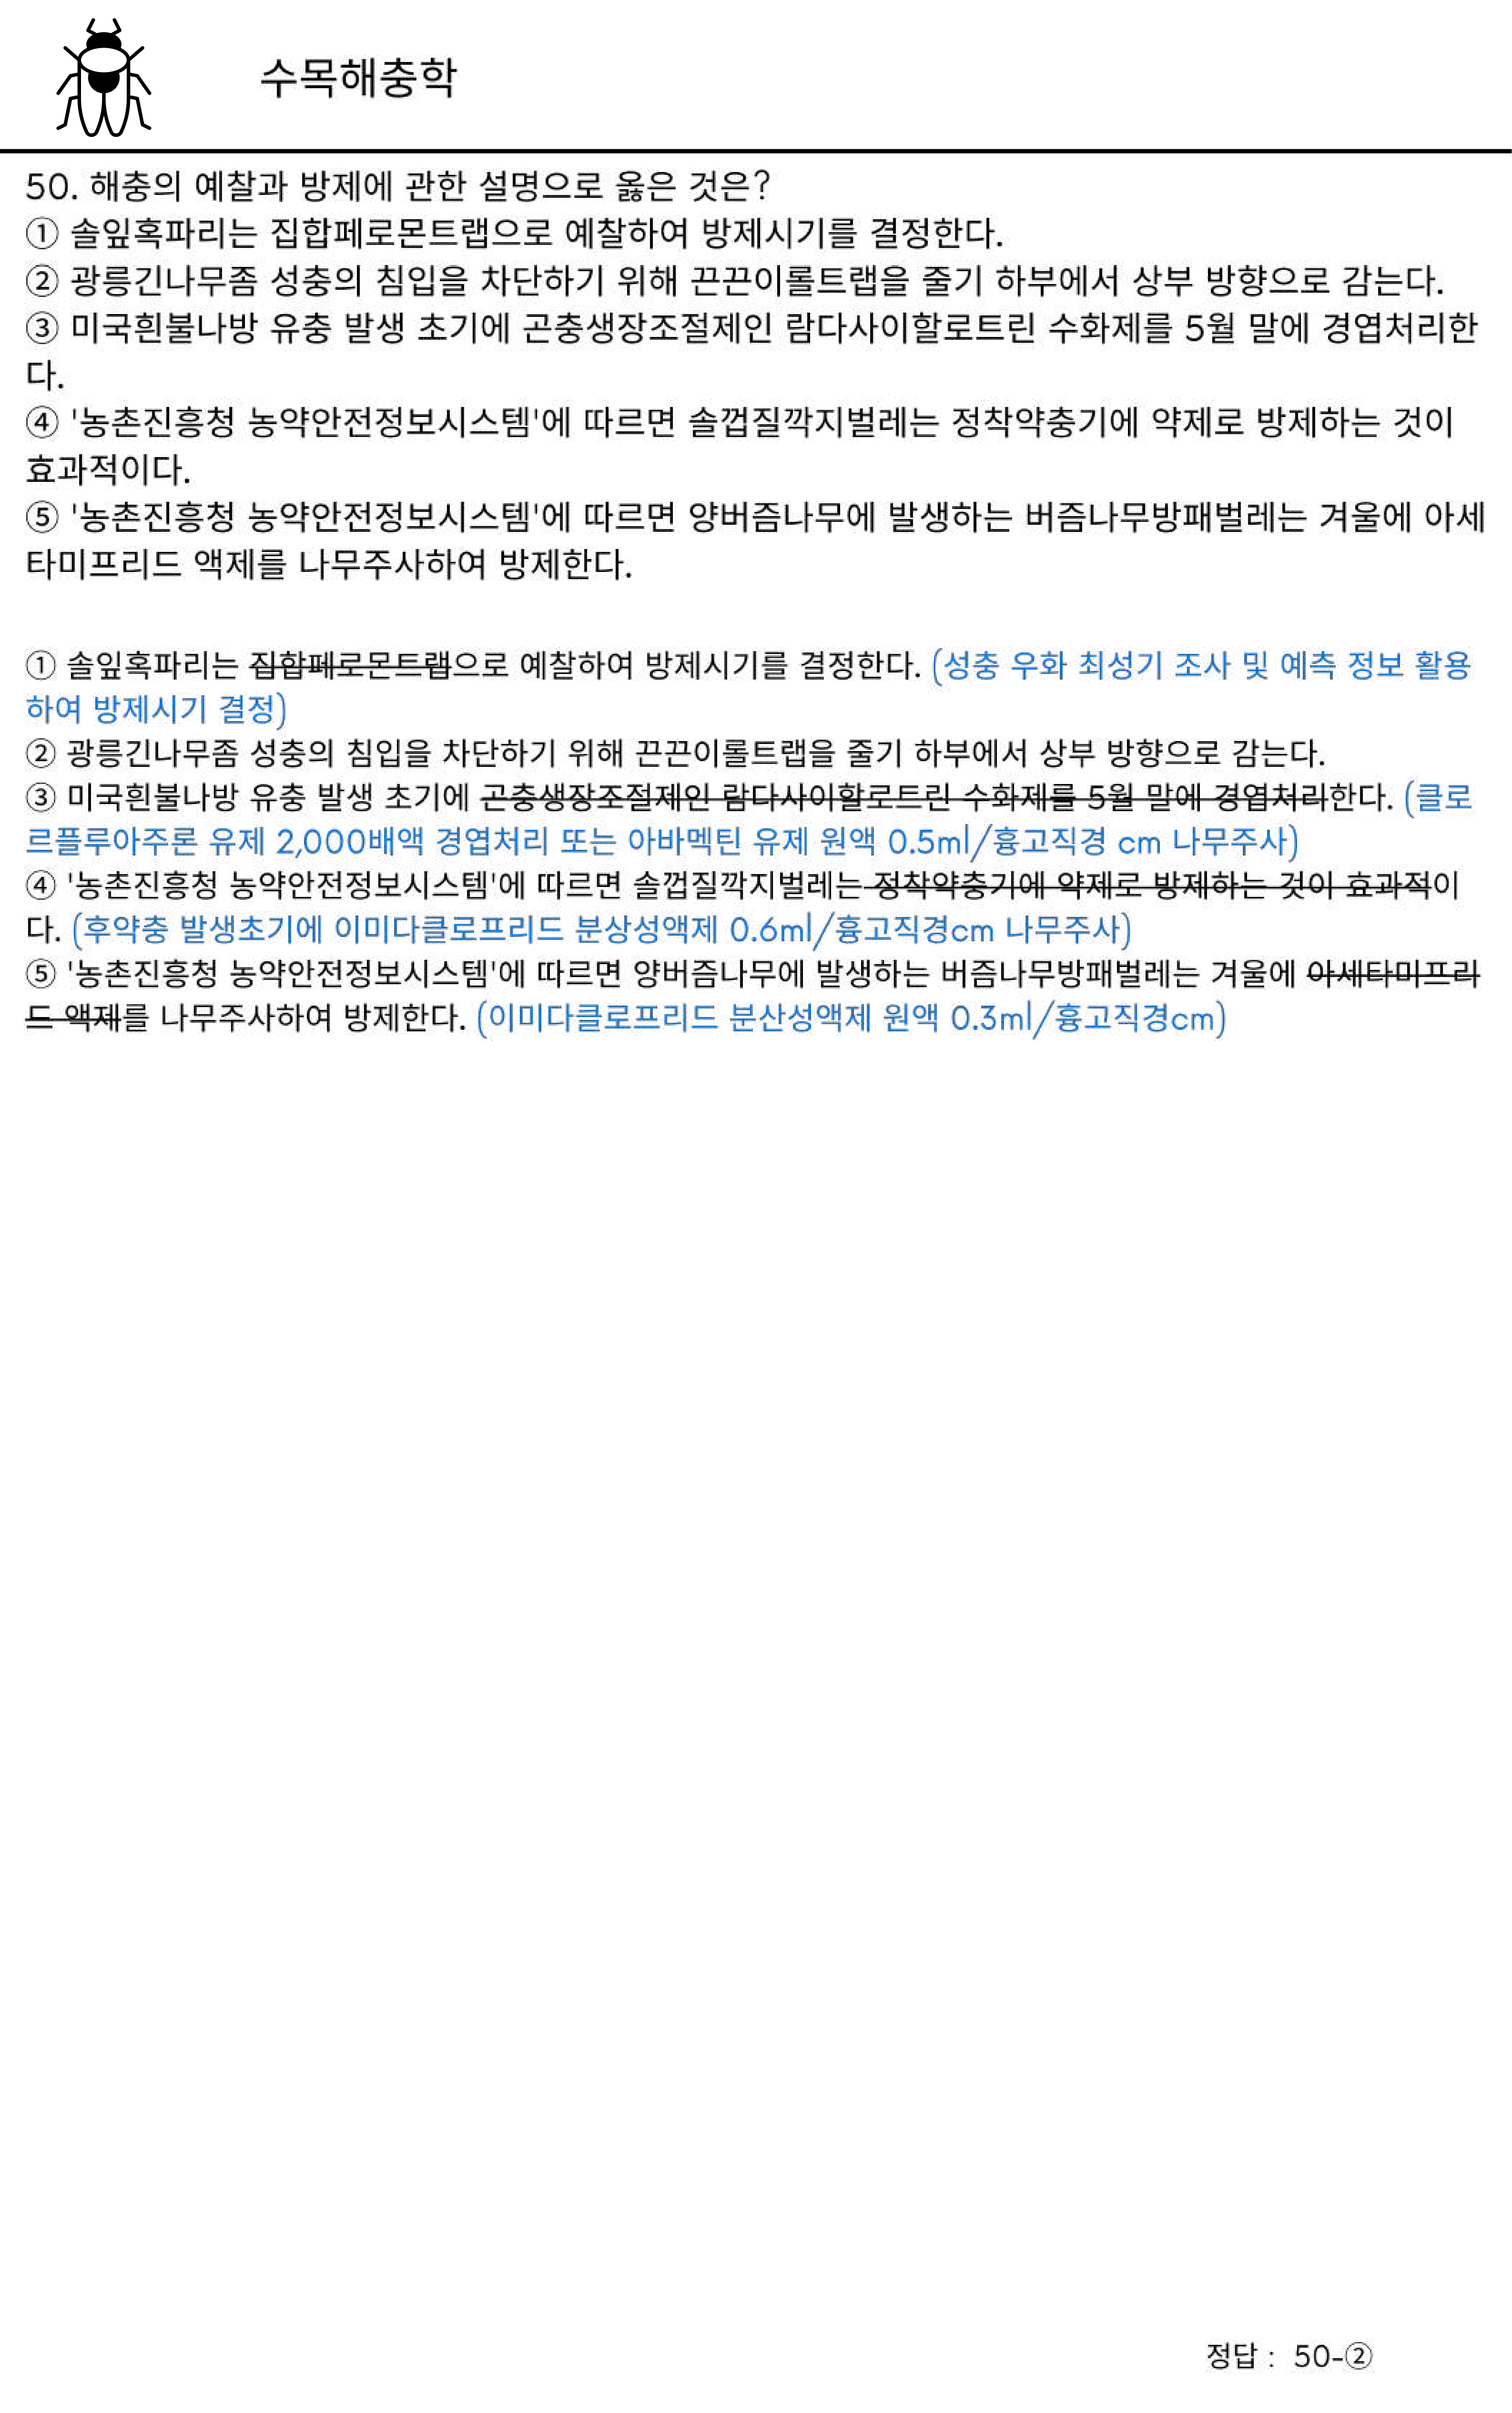 수목해충학
50. 해충의 예찰과 방제에 관한 설명으로 옳은 것은?
① 솔잎혹파리는 집합페로몬트랩으로 예찰하여 방제시기를 결정한다.
② 광릉긴나무좀 성충의 침입을 차단하기 위해 끈끈이롤트랩을 줄기 하부에서 상부 방향으로 감는다.
③ 미국흰불나방 유충 발생 초기에 곤충생장조절제인 람다사이할로트린 수화제를 5월 말에 경엽처리한
다.
④ '농촌진흥청 농약안전정보시스템'에 따르면 솔껍질깍지벌레는 정착약충기에 약제로 방제하는 것이
효과적이다.
⑤ '농촌진흥청 농약안전정보시스템'에 따르면 양버즘나무에 발생하는 버즘나무방패벌레는 겨울에 아세
타미프리드 액제를 나무주사하여 방제한다.
① 솔잎혹파리는 집합페로몬트랩으로 예찰하여 방제시기를 결정한다. (성충 우화 최성기 조사 및 예측 정보 활용
하여 방제시기 결정)
② 광릉긴나무좀 성충의 침입을 차단하기 위해 끈끈이롤트랩을 줄기 하부에서 상부 방향으로 감는다.
③ 미국흰불나방 유충 발생 초기에 곤충생장조절제인 람다사이할로트린 수화제를 5월 말에 경엽처리한다. (클로
르플루아주론 유제 2,000배액 경엽처리 또는 아바멕틴 유제 원액 0.5ml/흉고직경 cm 나무주사)
④ '농촌진흥청 농약안전정보시스템'에 따르면 솔껍질깍지벌레는 정착약충기에 약제로 방제하는 것이 효과적이
다. (후약충 발생초기에 이미다클로프리드 분상성액제 0.6ml/흉고직경cm 나무주사)
⑤ '농촌진흥청 농약안전정보시스템'에 따르면 양버즘나무에 발생하는 버즘나무방패벌레는 겨울에 아세타미프리
드 액제를 나무주사하여 방제한다. (이미다클로프리드 분산성액제 원액 0.3ml/흉고직경cm)
정답 : 50-②